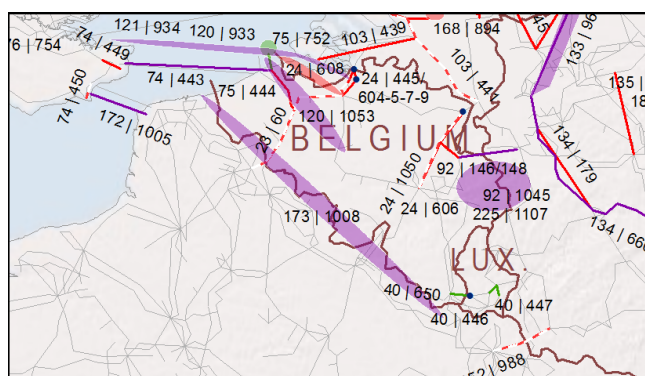 121 | 934
120 | 933
75 | 752
103 | 439
168 | 894
76 | 754
74 | 449
74 | 443
24 | 608
24 | 445/
604-5-7-9
103 | 441
133 | 96
135 |
18
74 | 450
172 | 1005
75 | 444
23 | 60
120 | 1053
BELGIUM
134 | 179
92 | 146/148
24 | 1050
24 | 606
92 | 1045
225 | 1107
173 | 1008
134 | 660
LUX.
40 | 650
40 | 447
40 | 446
52 | 988